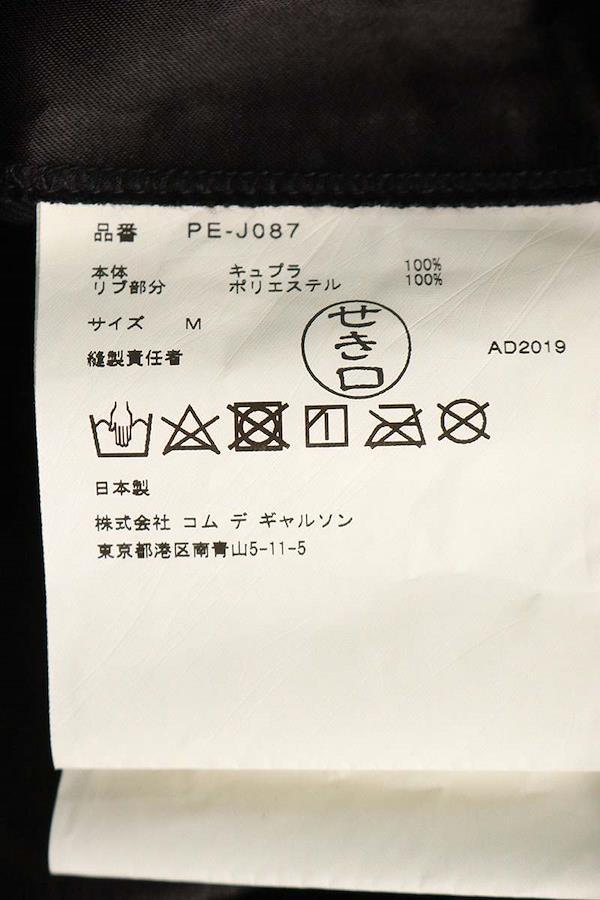 品番 PE-J087
本体 キュプラ 100%
リブ部分 ポリエステル 100%
サイズ M
せき口
AD2019
縫製責任者
日本製
株式会社 コム デ ギャルソン
東京都港区南青山5-11-5